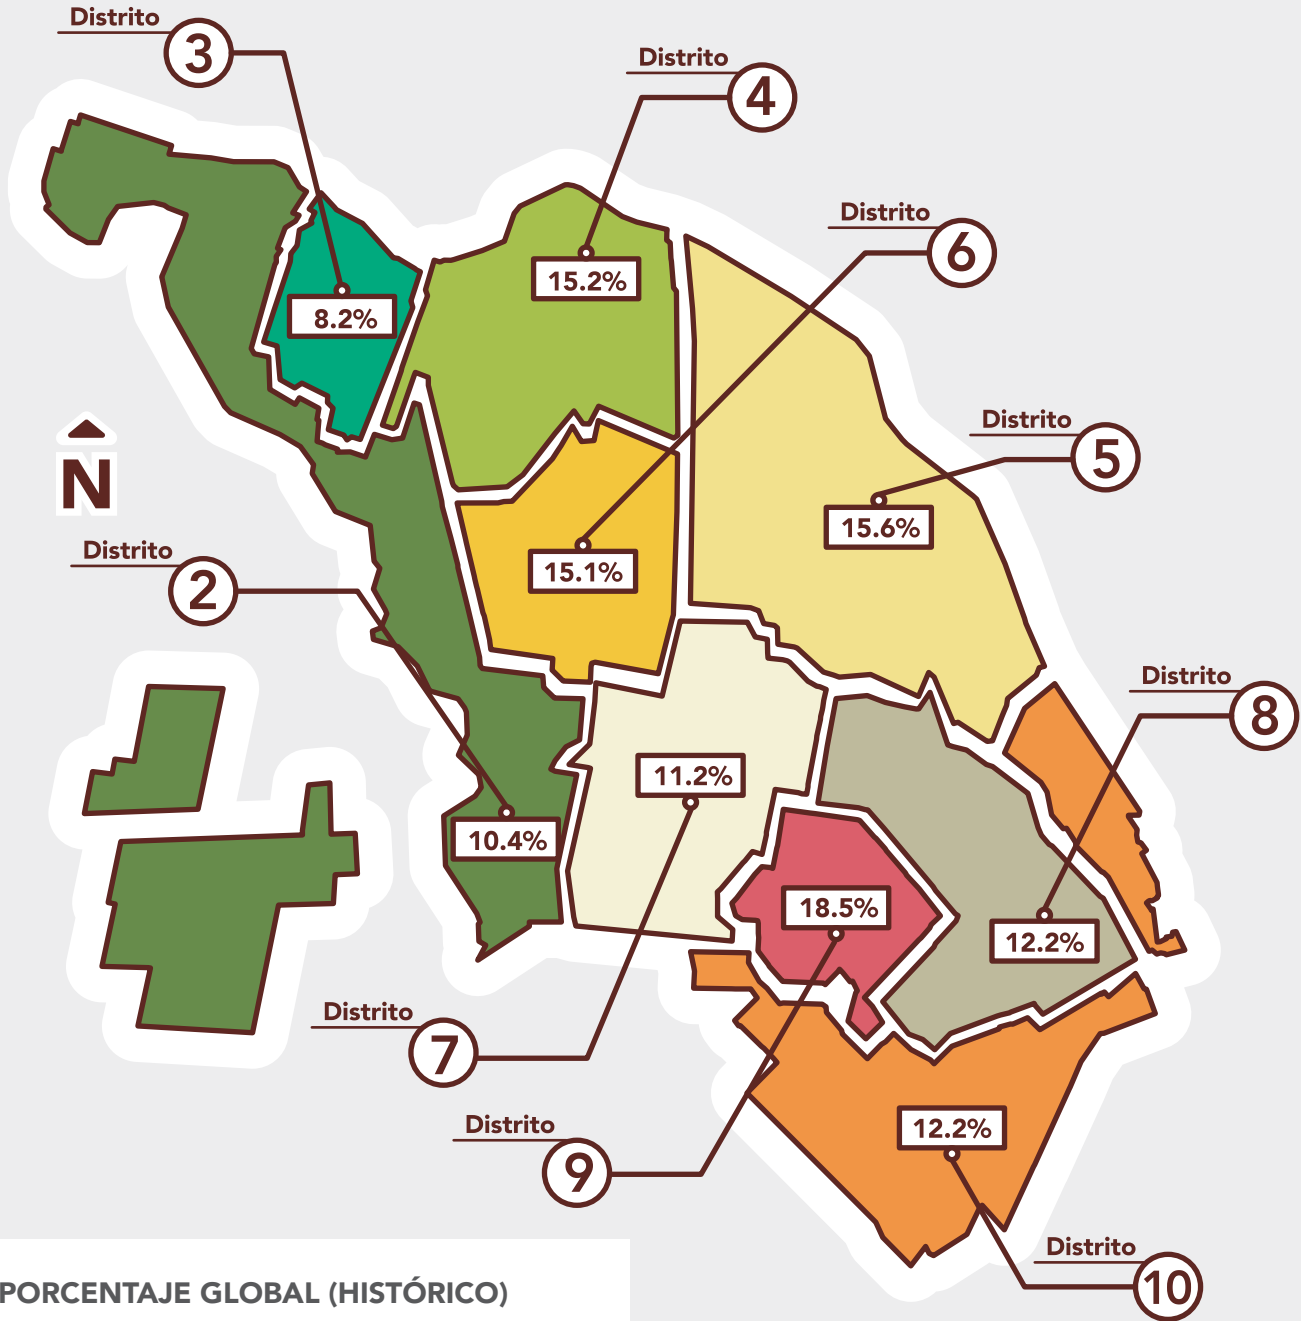 Distrito
3
Distrito
4
Distrito
6
15.2%
8.2%
Distrito
5
N
15.6%
Distrito
2
15.1%
Distrito
8
11.2%
10.4%
18.5%
12.2%
Distrito
7
Distrito
9
12.2%
Distrito
10
PORCENTAJE GLOBAL (HISTÓRICO)